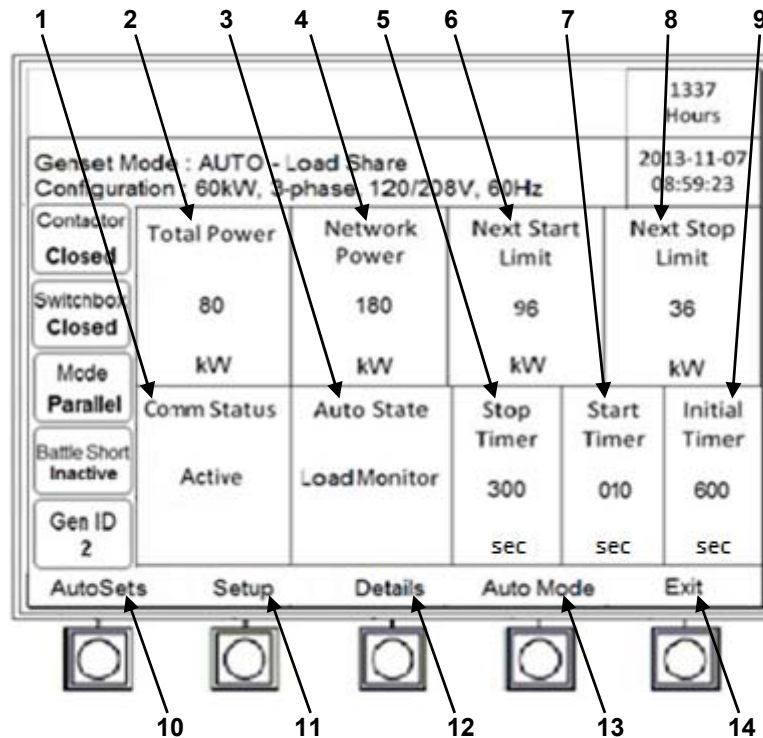 1 2 3 4 5 6 7 8 9
1337
Hours
Genset Mode : AUTO - Load Share
Configuration : 60kW, 3-phase 120/208V, 60Hz
2013-11-07
08:59:23
Contactor
Closed
Switchbox
Closed
Mode
Parallel
Battle Short
Inactive
Gen ID
2
Total Power
80
kW
Network
Power
180
kW
Next Start
Limit
96
kW
Next Stop
Limit
36
kW
Comm Status
Active
Auto State
Load Monitor
Stop
Timer
300
sec
Start
Timer
010
sec
Initial
Timer
600
sec
AutoSets Setup Details Auto Mode Exit
10 11 12 13 14